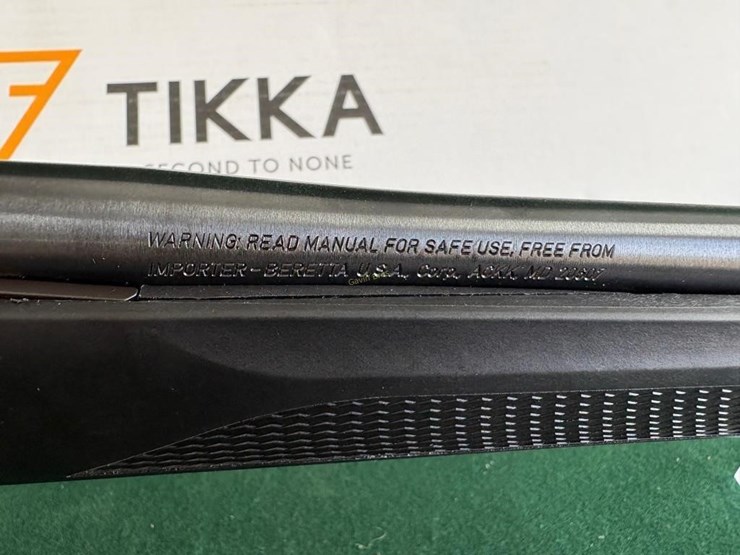 TIKKA
SECOND TO NONE
WARNING: READ MANUAL FOR SAFE USE, FREE FROM
IMPORTER - BERETTA U.S.A. Corp. ACKK MD 20607